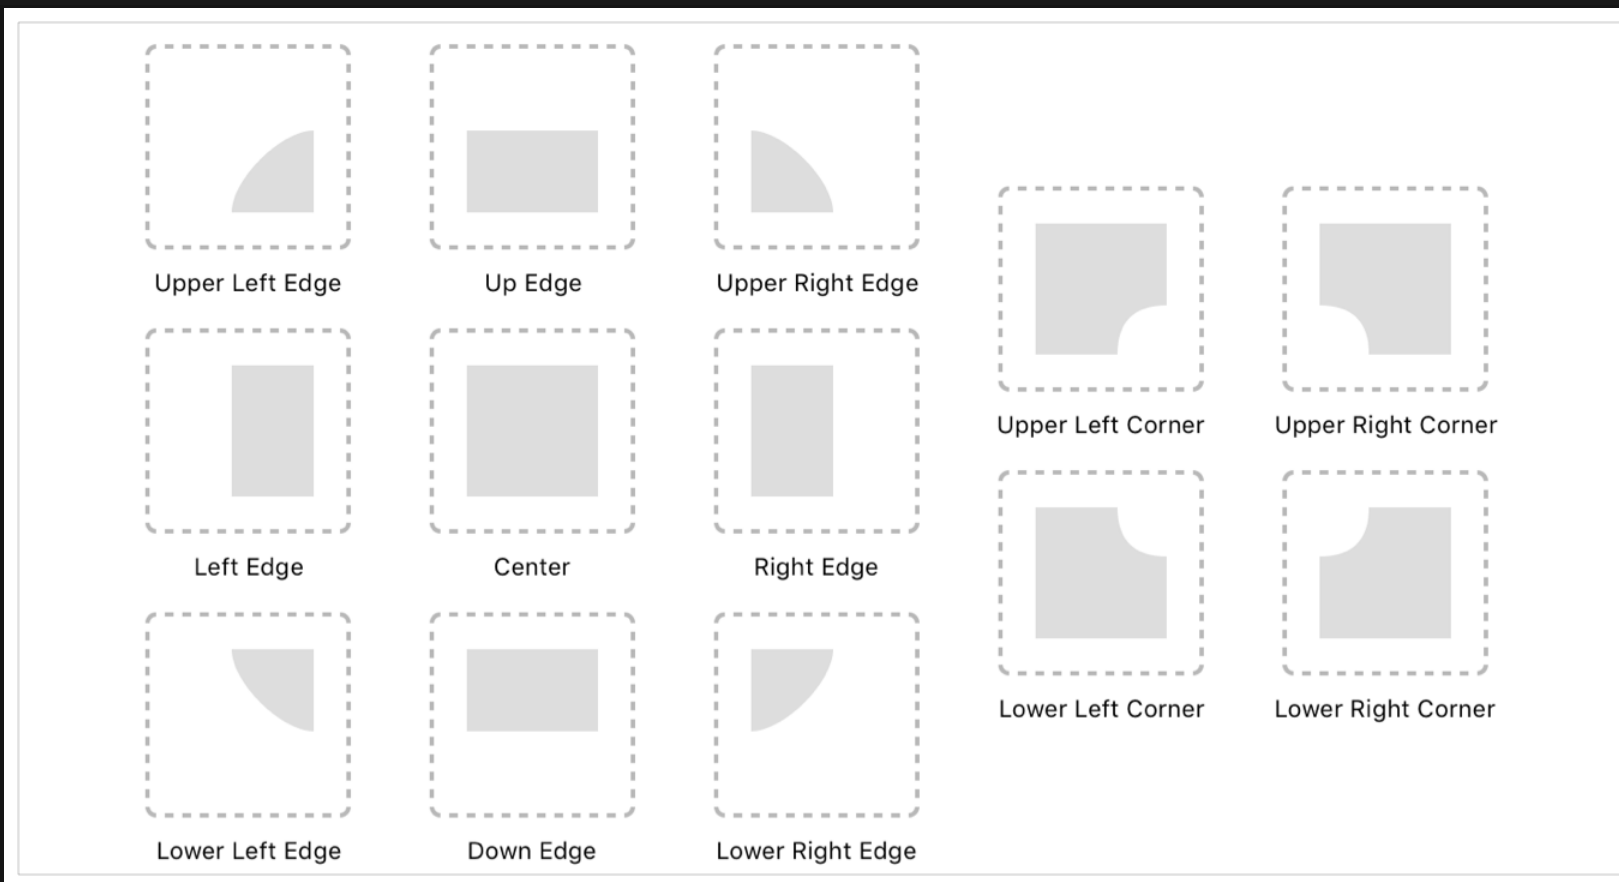 Upper Left Edge
Up Edge
Upper Right Edge
Left Edge
Center
Right Edge
Lower Left Edge
Down Edge
Lower Right Edge
Upper Left Corner
Upper Right Corner
Lower Left Corner
Lower Right Corner